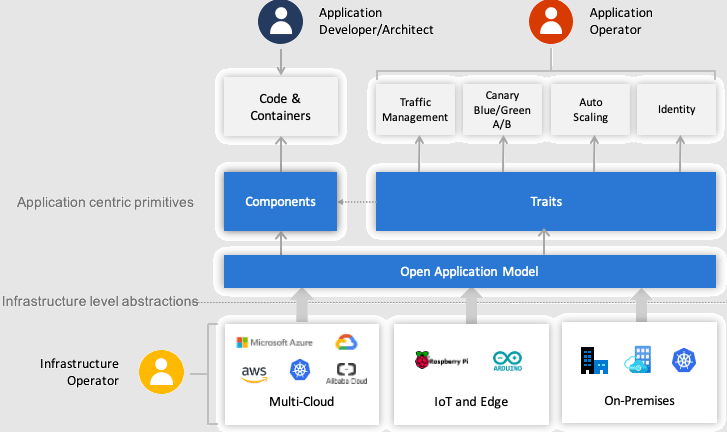 Application
Developer/Architect
Application
Operator
Code &
Containers
Traffic
Management
Canary
Blue/Green
A/B
Auto
Scaling
Identity
Application centric primitives
Components
Traits
Open Application Model
Infrastructure level abstractions
Infrastructure
Operator
Microsoft Azure
aws
Alibaba Cloud
Multi-Cloud
Raspberry Pi
ARDUINO
IoT and Edge
On-Premises